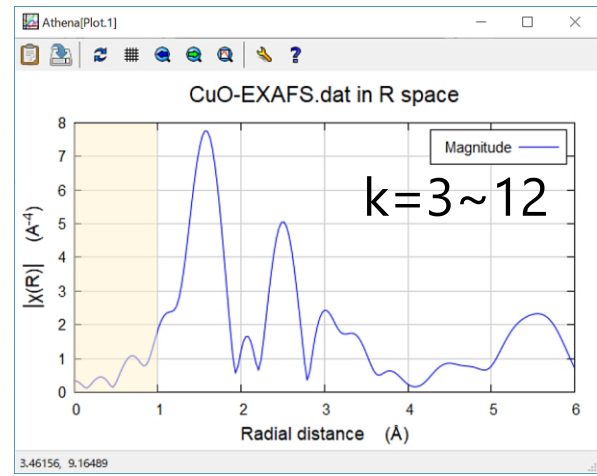 Athena[Plot.1]
CuO-EXAFS.dat in R space
Magnitude
k=3~12
|χ(R)| (Å⁻⁴)
8
7
6
5
4
3
2
1
0
0 1 2 3 4 5 6
Radial distance (Å)
3.46156, 9.16489